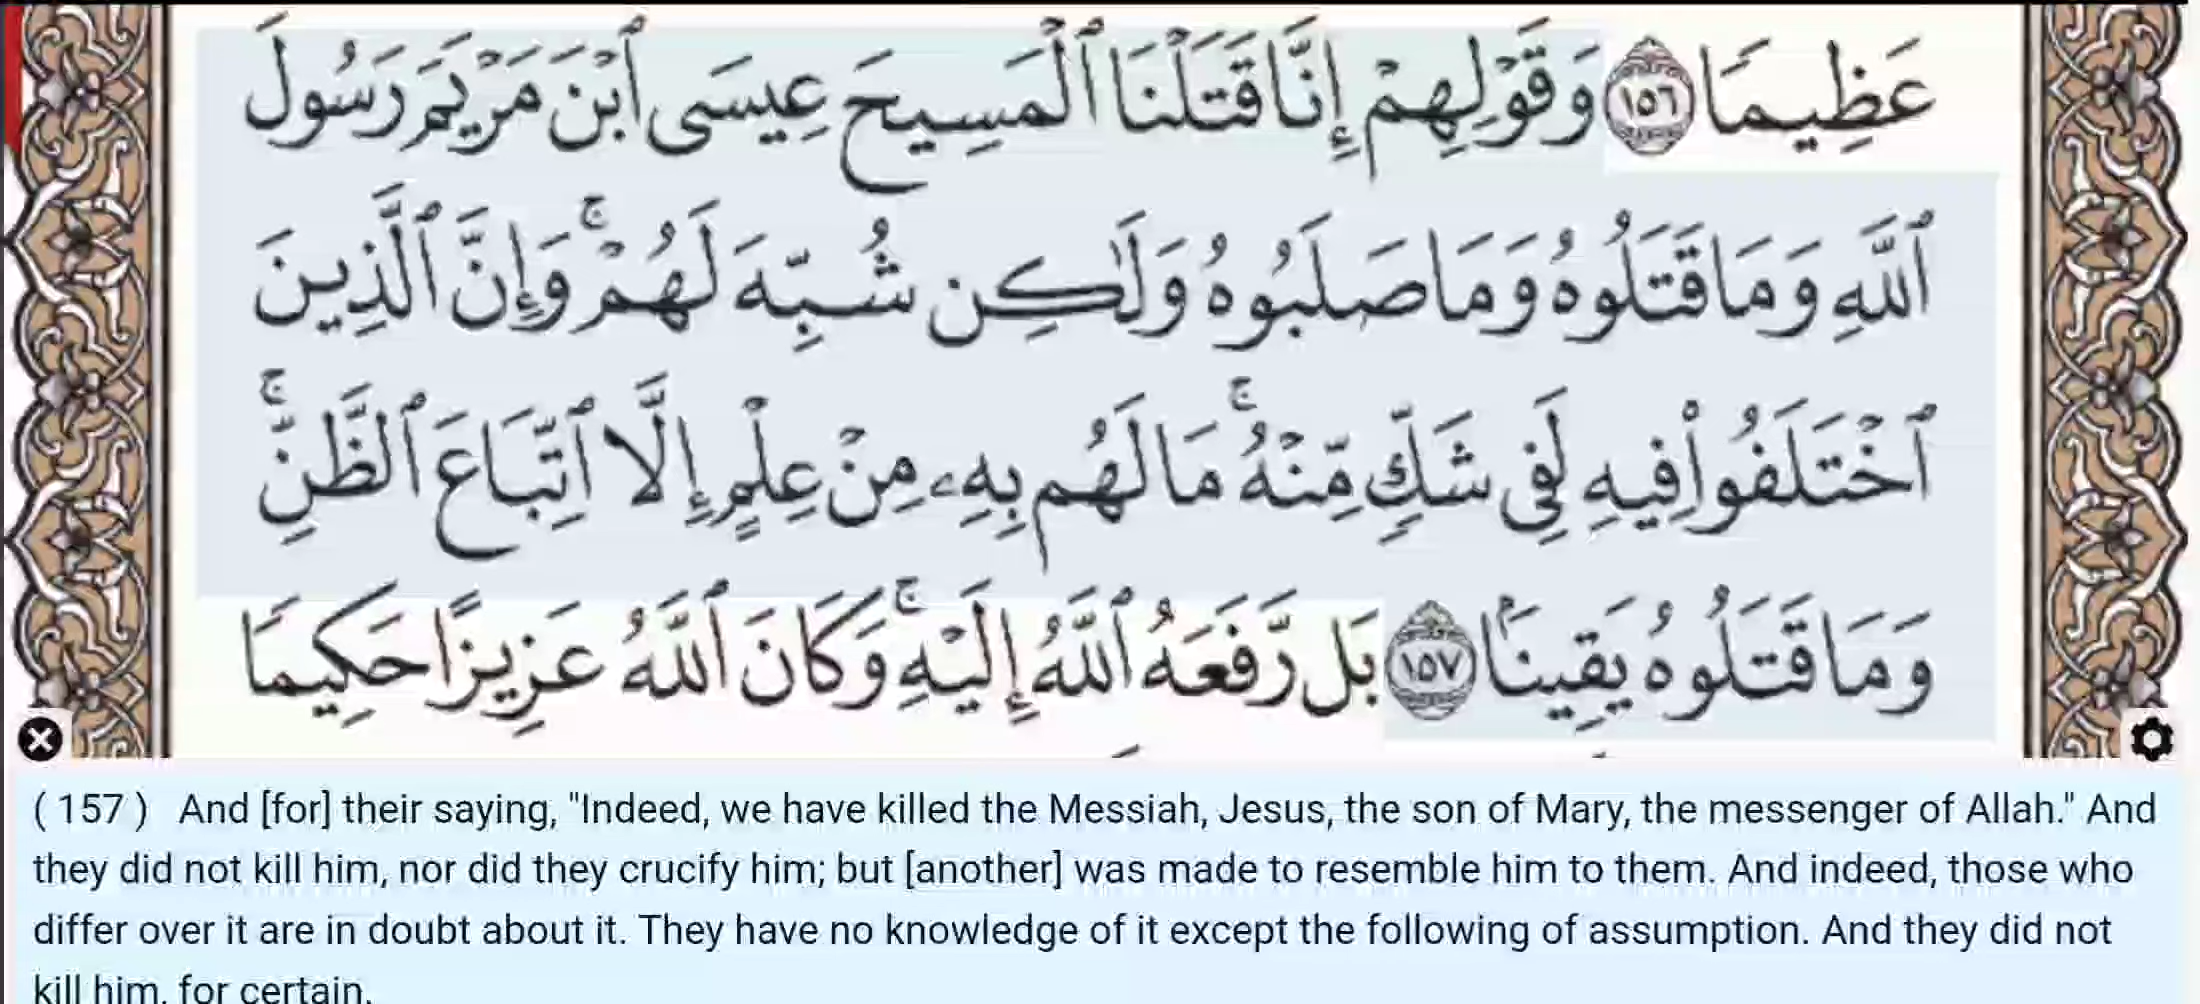 عَظِيمًا ١٥٦ وَقَوْلِهِمْ إِنَّا قَتَلْنَا ٱلْمَسِيحَ عِيسَى ٱبْنَ مَرْيَمَ رَسُولَ
ٱللَّهِ وَمَا قَتَلُوهُ وَمَا صَلَبُوهُ وَلَٰكِن شُبِّهَ لَهُمْ ۚ وَإِنَّ ٱلَّذِينَ
ٱخْتَلَفُوا۟ فِيهِ لَفِى شَكٍّ مِّنْهُ ۚ مَا لَهُم بِهِۦ مِنْ عِلْمٍ إِلَّا ٱتِّبَاعَ ٱلظَّنِّ ۚ
وَمَا قَتَلُوهُ يَقِينًۢا ١٥٧ بَل رَّفَعَهُ ٱللَّهُ إِلَيْهِ ۚ وَكَانَ ٱللَّهُ عَزِيزًا حَكِيمًا
( 157 ) And [for] their saying, "Indeed, we have killed the Messiah, Jesus, the son of Mary, the messenger of Allah." And
they did not kill him, nor did they crucify him; but [another] was made to resemble him to them. And indeed, those who
differ over it are in doubt about it. They have no knowledge of it except the following of assumption. And they did not
kill him, for certain.